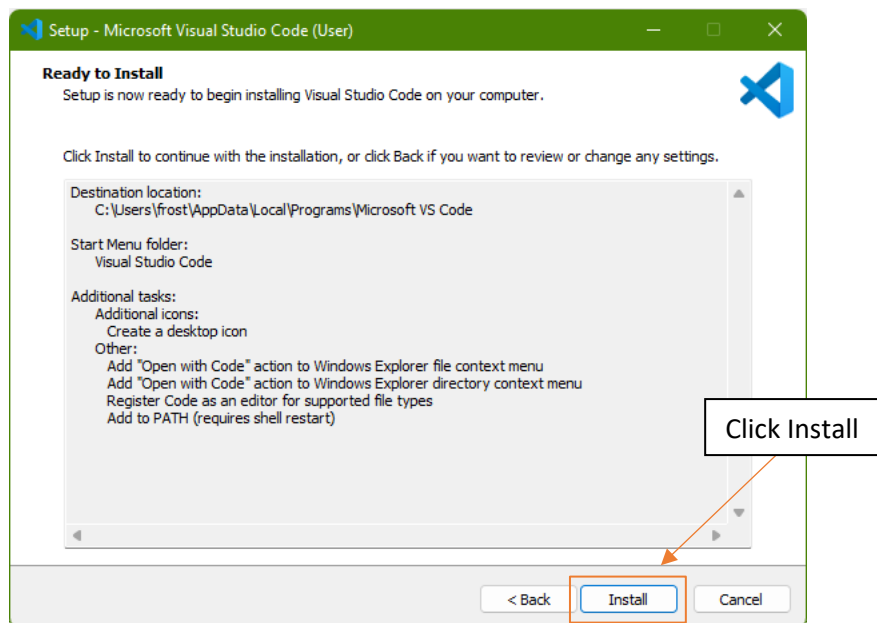 Setup - Microsoft Visual Studio Code (User)
Ready to Install
Setup is now ready to begin installing Visual Studio Code on your computer.
Click Install to continue with the installation, or click Back if you want to review or change any settings.
Destination location:
C:\Users\frost\AppData\Local\Programs\Microsoft VS Code
Start Menu folder:
Visual Studio Code
Additional tasks:
Additional icons:
Create a desktop icon
Other:
Add "Open with Code" action to Windows Explorer file context menu
Add "Open with Code" action to Windows Explorer directory context menu
Register Code as an editor for supported file types
Add to PATH (requires shell restart)
Click Install
< Back
Install
Cancel